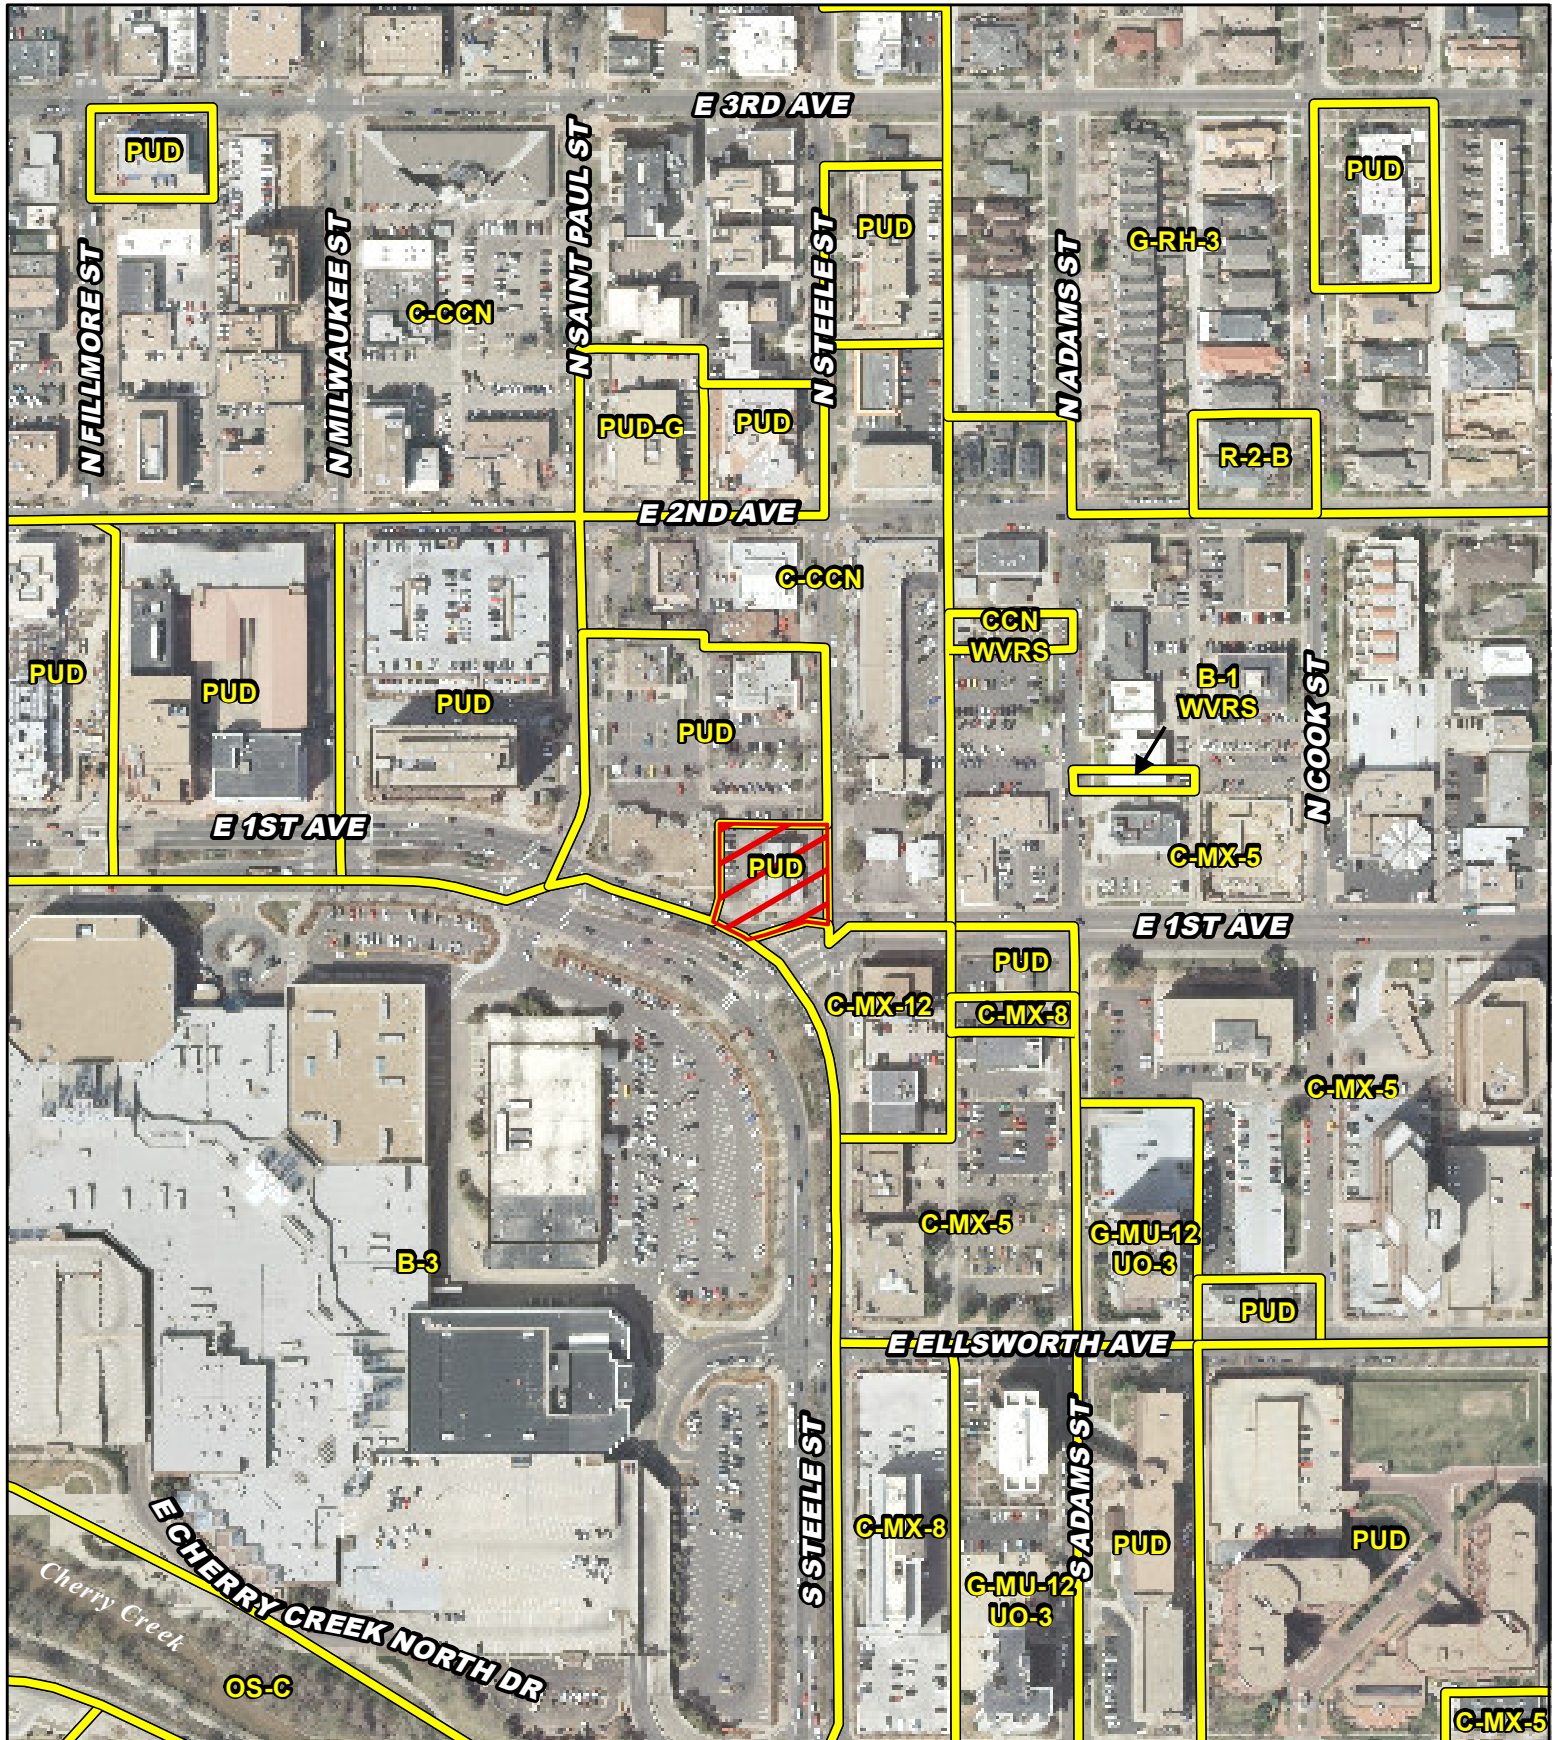 E 3RD AVE
PUD
PUD
PUD
G-RH-3
N FILLMORE ST
N MILWAUKEE ST
N SAINT PAUL ST
N STEELE ST
N ADAMS ST
C-CCN
PUD-G
PUD
R-2-B
E 2ND AVE
C-CCN
CCN
WVRS
PUD
PUD
PUD
PUD
B-1
WVRS
N COOK ST
E 1ST AVE
PUD
C-MX-5
E 1ST AVE
PUD
C-MX-12
C-MX-8
C-MX-5
C-MX-5
G-MU-12
UO-3
B-3
PUD
E ELLSWORTH AVE
S STEELE ST
S ADAMS ST
C-MX-8
PUD
PUD
G-MU-12
UO-3
E CHERRY CREEK NORTH DR
Cherry Creek
OS-C
C-MX-5